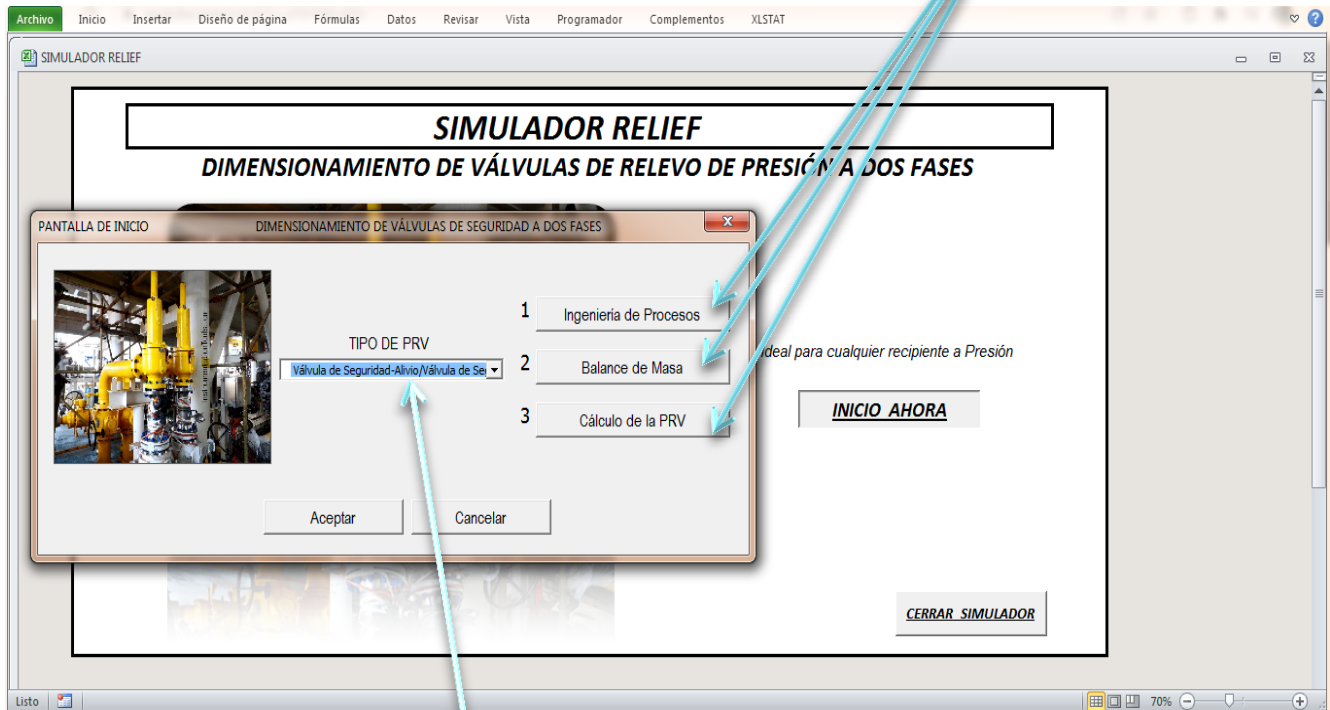 Archivo Inicio Insertar Diseño de página Fórmulas Datos Revisar Vista Programador Complementos XLSTAT
SIMULADOR RELIEF
SIMULADOR RELIEF
DIMENSIONAMIENTO DE VÁLVULAS DE RELEVO DE PRESIÓN A DOS FASES
PANTALLA DE INICIO DIMENSIONAMIENTO DE VÁLVULAS DE SEGURIDAD A DOS FASES
1 Ingeniería de Procesos
TIPO DE PRV
Válvula de Seguridad-Alivio/Válvula de Se
2 Balance de Masa
3 Cálculo de la PRV
Aceptar Cancelar
ideal para cualquier recipiente a Presión
INICIO AHORA
CERRAR SIMULADOR
Listo 70%